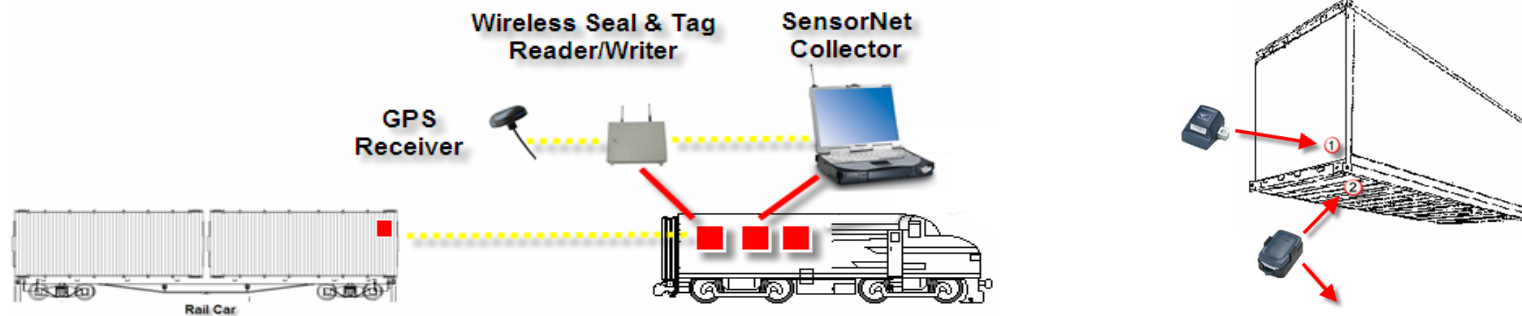 Wireless Seal & Tag
Reader/Writer
SensorNet
Collector
GPS
Receiver
Rail Car
1
2